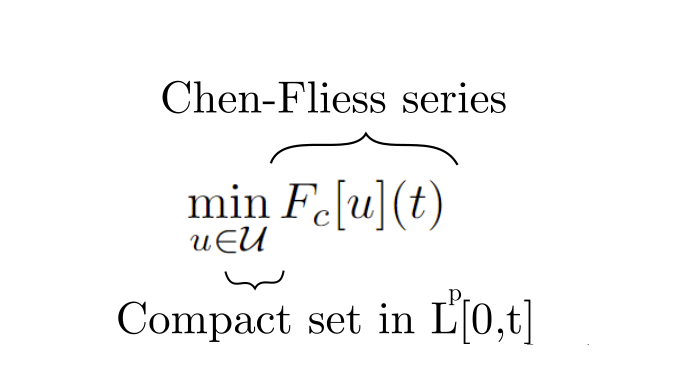 Chen-Fliess series
min F_c[u](t)
u∈𝒰
Compact set in L^p[0,t]